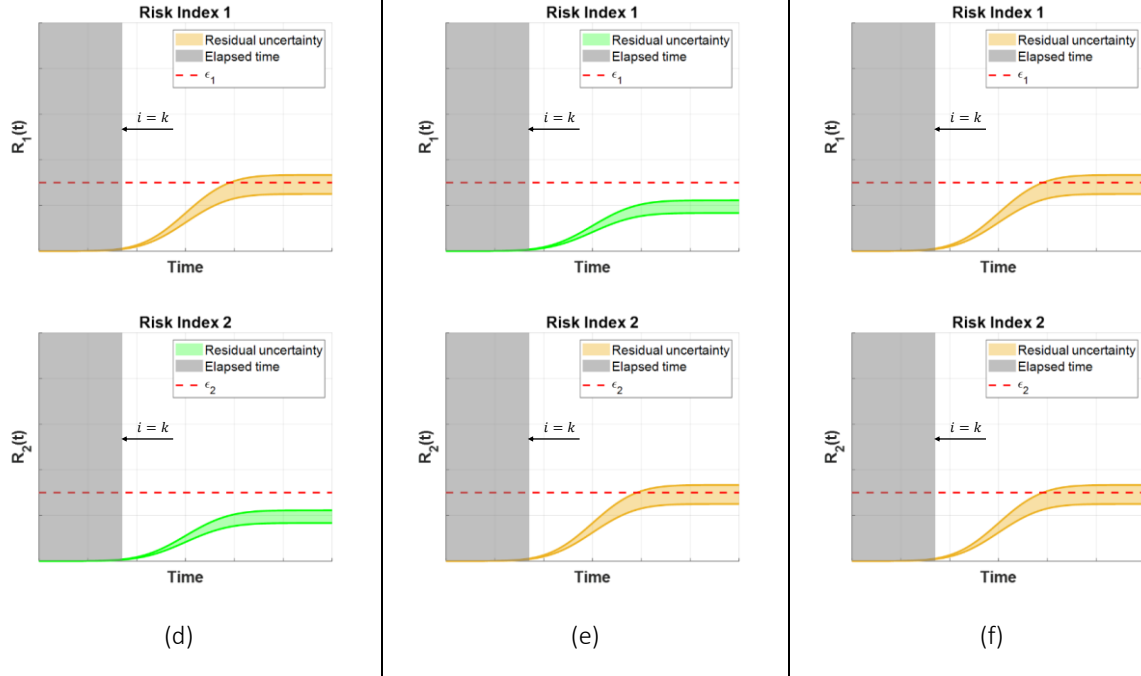 Risk Index 1
Residual uncertainty
Elapsed time
ϵ1
i = k
R1(t)
Time
Risk Index 2
Residual uncertainty
Elapsed time
ϵ2
i = k
R2(t)
Time
(d)
Risk Index 1
Residual uncertainty
Elapsed time
ϵ1
i = k
R1(t)
Time
Risk Index 2
Residual uncertainty
Elapsed time
ϵ2
i = k
R2(t)
Time
(e)
Risk Index 1
Residual uncertainty
Elapsed time
ϵ1
i = k
R1(t)
Time
Risk Index 2
Residual uncertainty
Elapsed time
ϵ2
i = k
R2(t)
Time
(f)